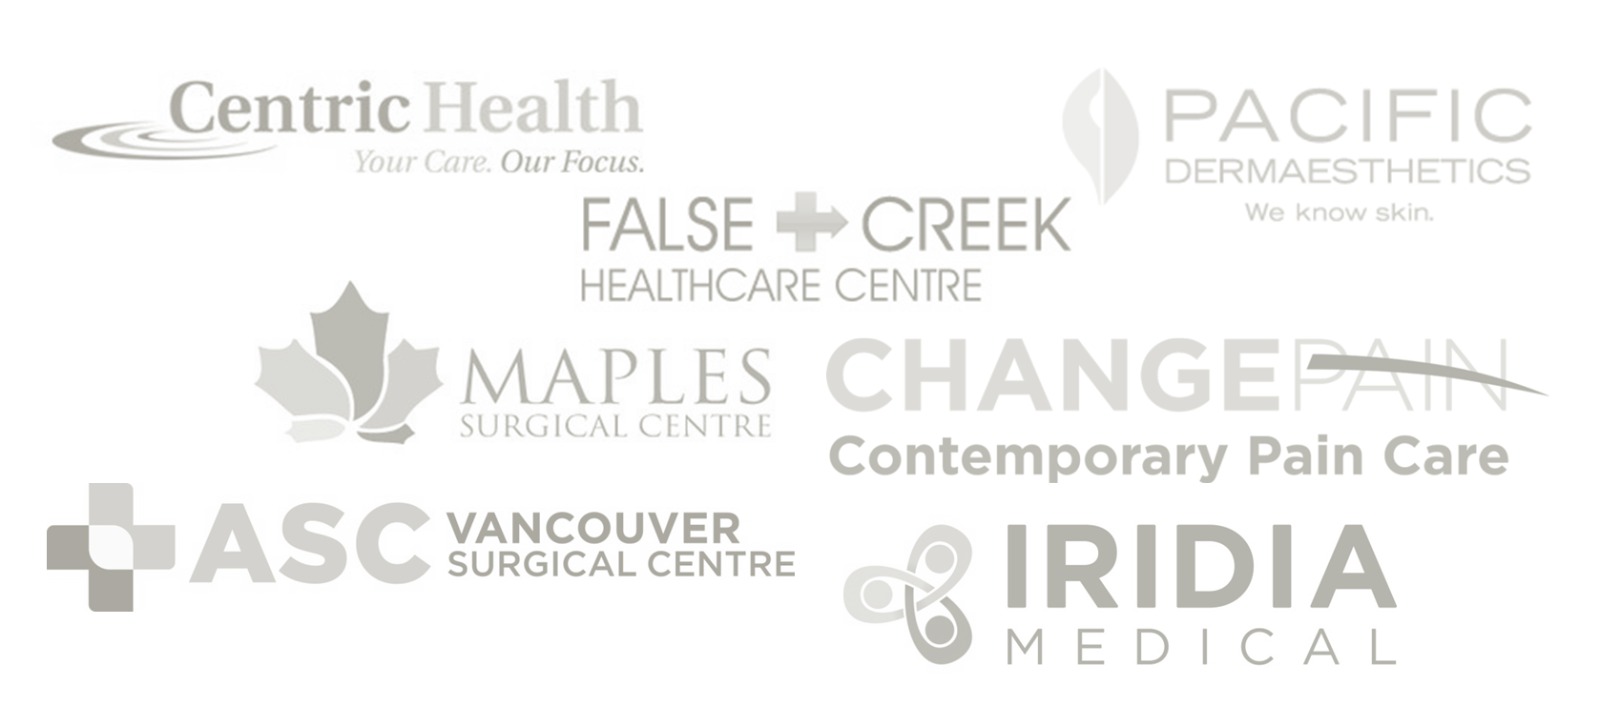 Centric Health
Your Care. Our Focus.
PACIFIC
DERMAESTHETICS
We know skin.
FALSE CREEK
HEALTHCARE CENTRE
MAPLES
SURGICAL CENTRE
CHANGEPAIN
Contemporary Pain Care
ASC VANCOUVER
SURGICAL CENTRE
IRIDIA
MEDICAL